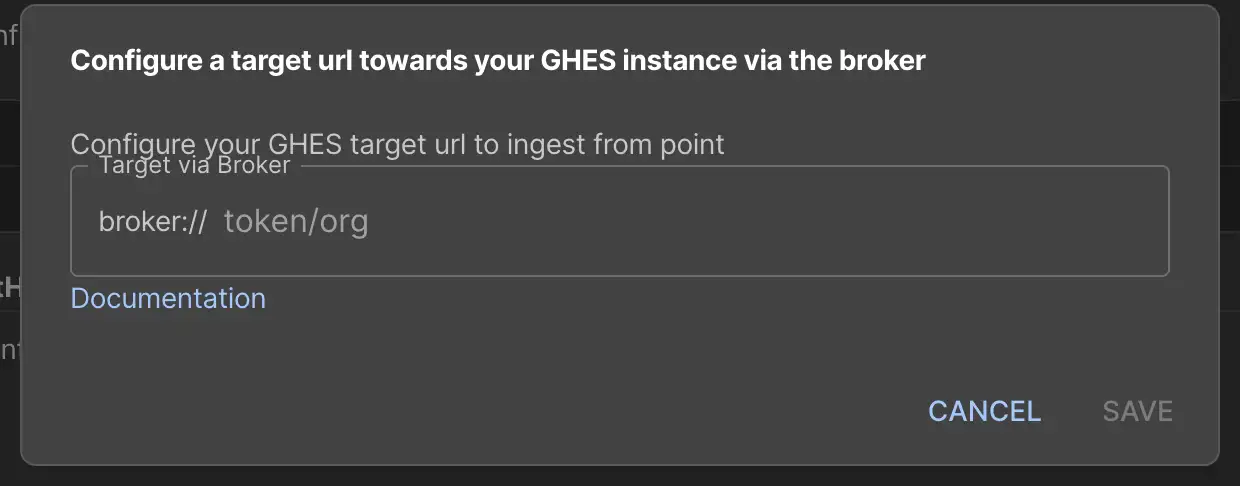 Configure a target url towards your GHES instance via the broker
Configure your GHES target url to ingest from point
Target via Broker
broker:// token/org
Documentation
CANCEL SAVE